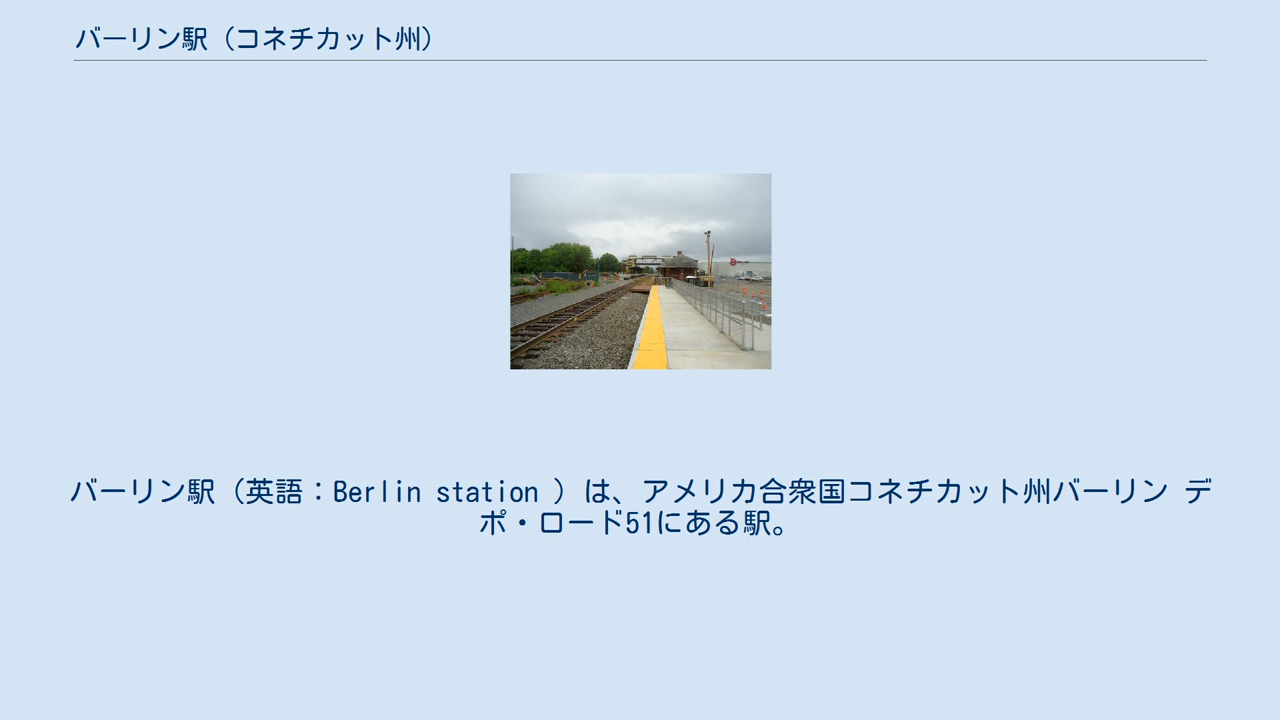 バーリン駅（コネチカット州）
バーリン駅（英語：Berlin station ）は、アメリカ合衆国コネチカット州バーリン デ
ポ・ロード51にある駅。